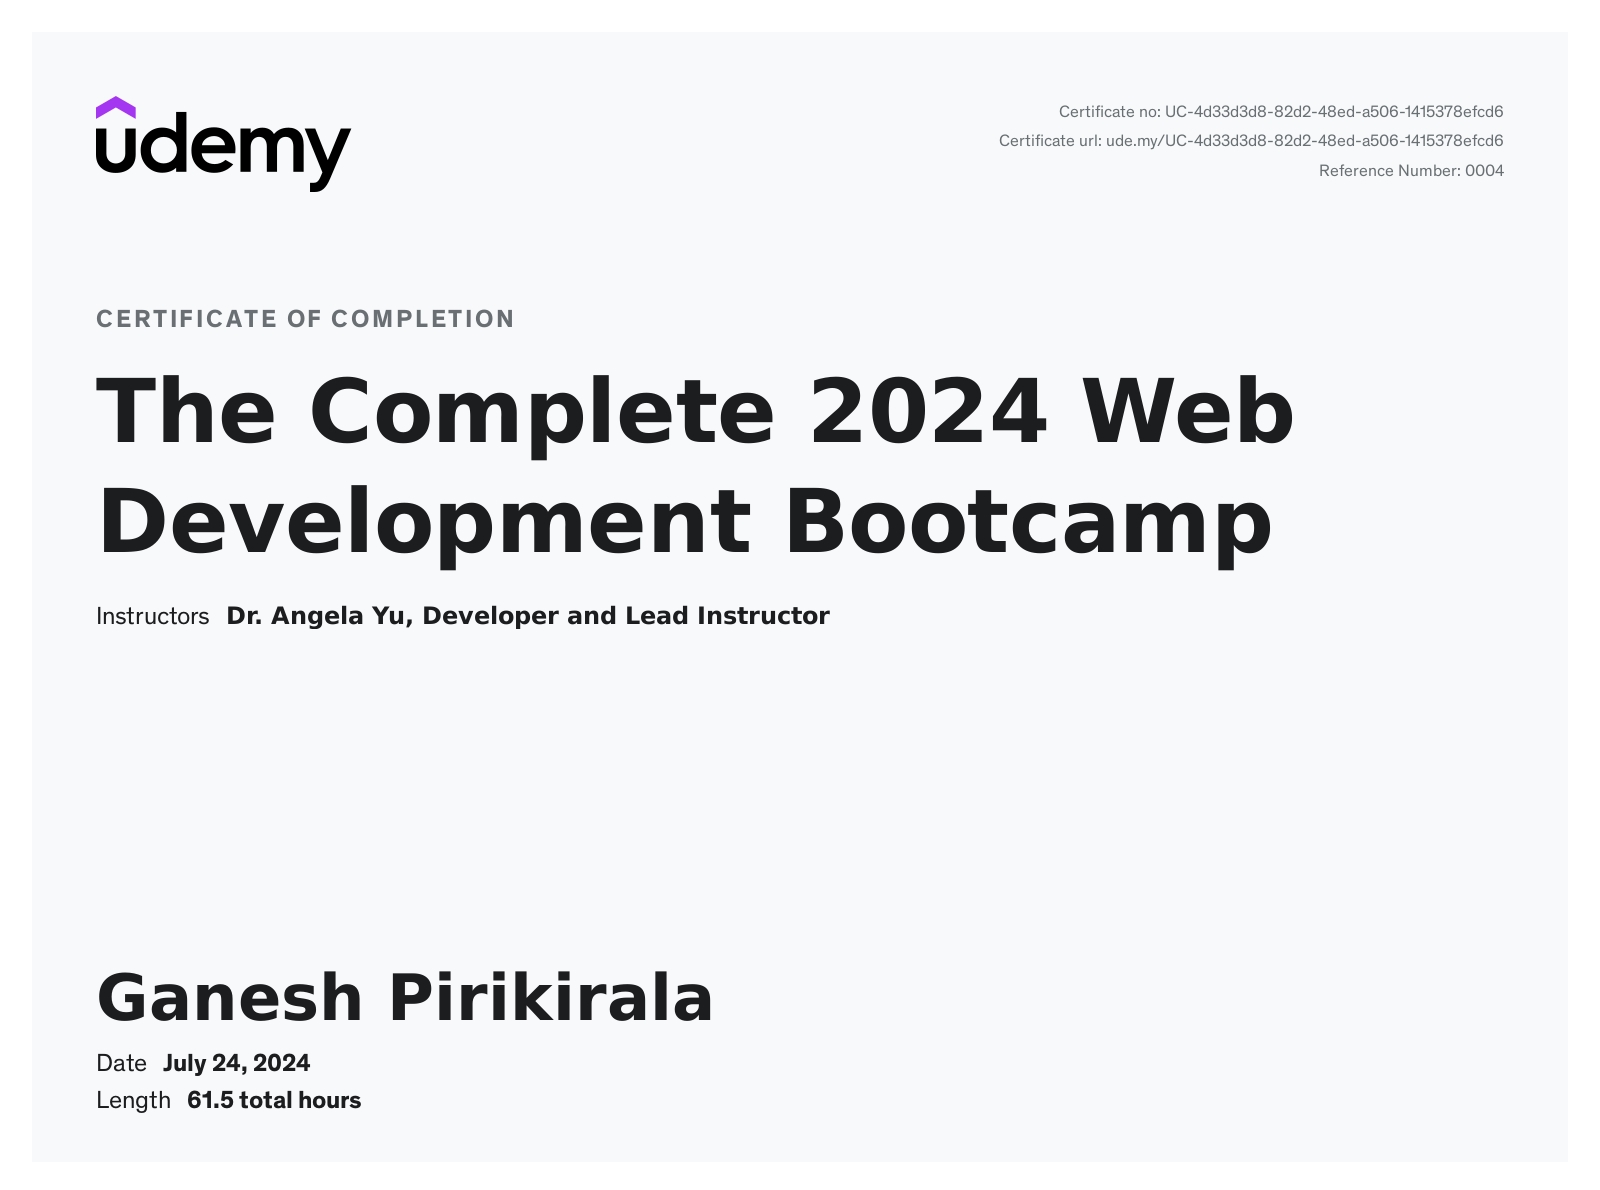 udemy
Certificate no: UC-4d33d3d8-82d2-48ed-a506-1415378efcd6
Certificate url: ude.my/UC-4d33d3d8-82d2-48ed-a506-1415378efcd6
Reference Number: 0004
CERTIFICATE OF COMPLETION
The Complete 2024 Web
Development Bootcamp
Instructors Dr. Angela Yu, Developer and Lead Instructor
Ganesh Pirikirala
Date July 24, 2024
Length 61.5 total hours